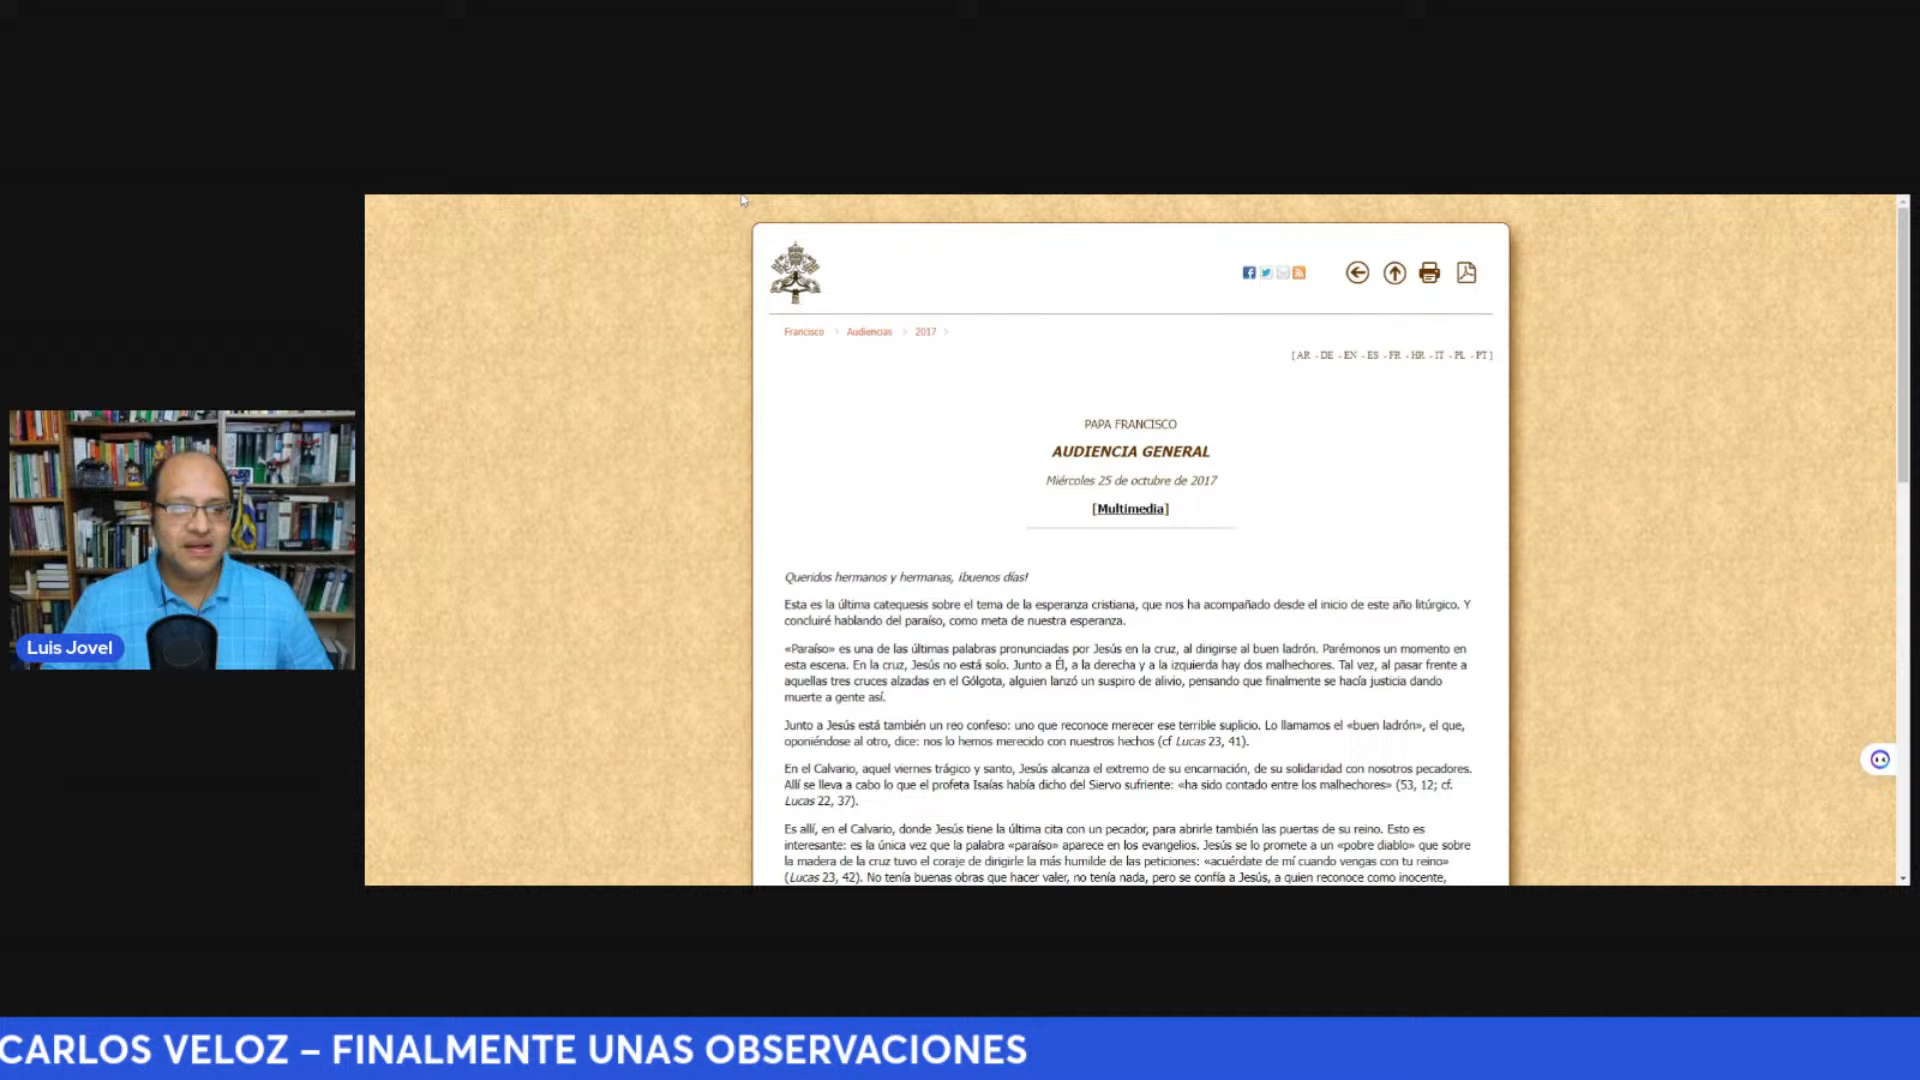 Francisco > Audiencias > 2017 >
[ AR - DE - EN - ES - FR - HR - IT - PL - PT ]
PAPA FRANCISCO
AUDIENCIA GENERAL
Miércoles 25 de octubre de 2017
[Multimedia]
Queridos hermanos y hermanas, ¡buenos días!
Esta es la última catequesis sobre el tema de la esperanza cristiana, que nos ha acompañado desde el inicio de este año litúrgico. Y
concluiré hablando del paraíso, como meta de nuestra esperanza.
«Paraíso» es una de las últimas palabras pronunciadas por Jesús en la cruz, al dirigirse al buen ladrón. Parémonos un momento en
esta escena. En la cruz, Jesús no está solo. Junto a Él, a la derecha y a la izquierda hay dos malhechores. Tal vez, al pasar frente a
aquellas tres cruces alzadas en el Gólgota, alguien lanzó un suspiro de alivio, pensando que finalmente se hacía justicia dando
muerte a gente así.
Junto a Jesús está también un reo confeso: uno que reconoce merecer ese terrible suplicio. Lo llamamos el «buen ladrón», el que,
oponiéndose al otro, dice: nos lo hemos merecido con nuestros hechos (cf Lucas 23, 41).
En el Calvario, aquel viernes trágico y santo, Jesús alcanza el extremo de su encarnación, de su solidaridad con nosotros pecadores.
Allí se lleva a cabo lo que el profeta Isaías había dicho del Siervo sufriente: «ha sido contado entre los malhechores» (53, 12; cf.
Lucas 22, 37).
Es allí, en el Calvario, donde Jesús tiene la última cita con un pecador, para abrirle también las puertas de su reino. Esto es
interesante: es la única vez que la palabra «paraíso» aparece en los evangelios. Jesús se lo promete a un «pobre diablo» que sobre
la madera de la cruz tuvo el coraje de dirigirle la más humilde de las peticiones: «acuérdate de mí cuando vengas con tu reino»
(Lucas 23, 42). No tenía buenas obras que hacer valer, no tenía nada, pero se confía a Jesús, a quien reconoce como inocente,
Luis Jovel
CARLOS VELOZ – FINALMENTE UNAS OBSERVACIONES